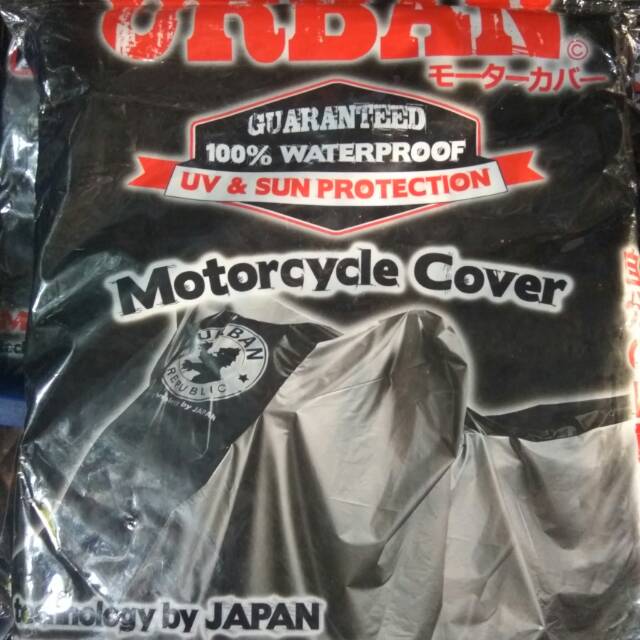 URBAN
©
モーターカバー
GUARANTEED
100% WATERPROOF
UV & SUN PROTECTION
Motorcycle Cover
URBAN
REPUBLIC
technology by JAPAN